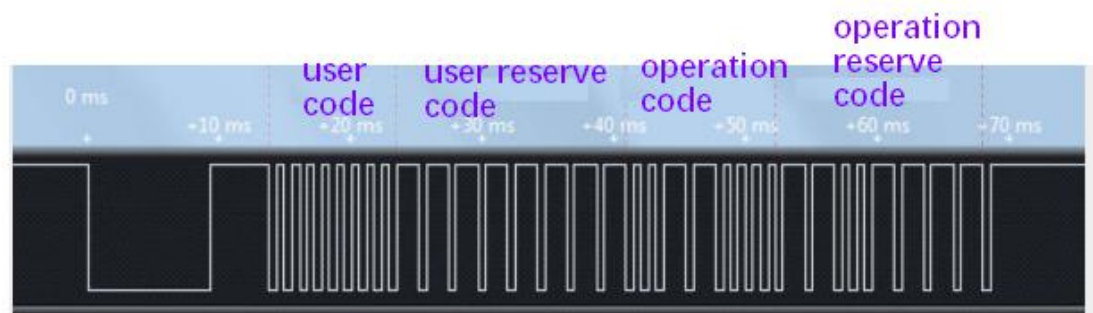 operation
reserve
code
operation
code
user reserve
code
user
code
0 ms
+10 ms
+20 ms
+30 ms
+40 ms
+50 ms
+60 ms
+70 ms